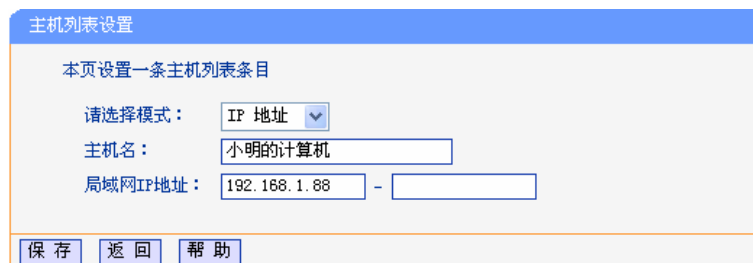 主机列表设置
本页设置一条主机列表条目
请选择模式： IP 地址
主机名： 小明的计算机
局域网IP地址： 192.168.1.88 -
保 存 返 回 帮 助